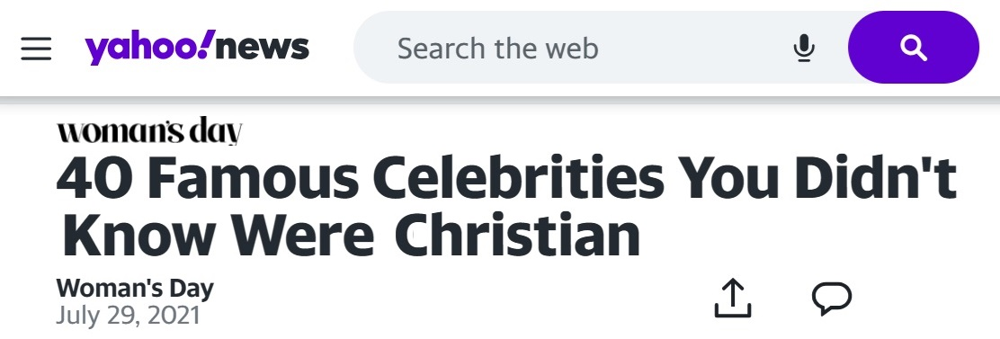 yahoo!news
Search the web
woman's day
40 Famous Celebrities You Didn't
Know Were Christian
Woman's Day
July 29, 2021